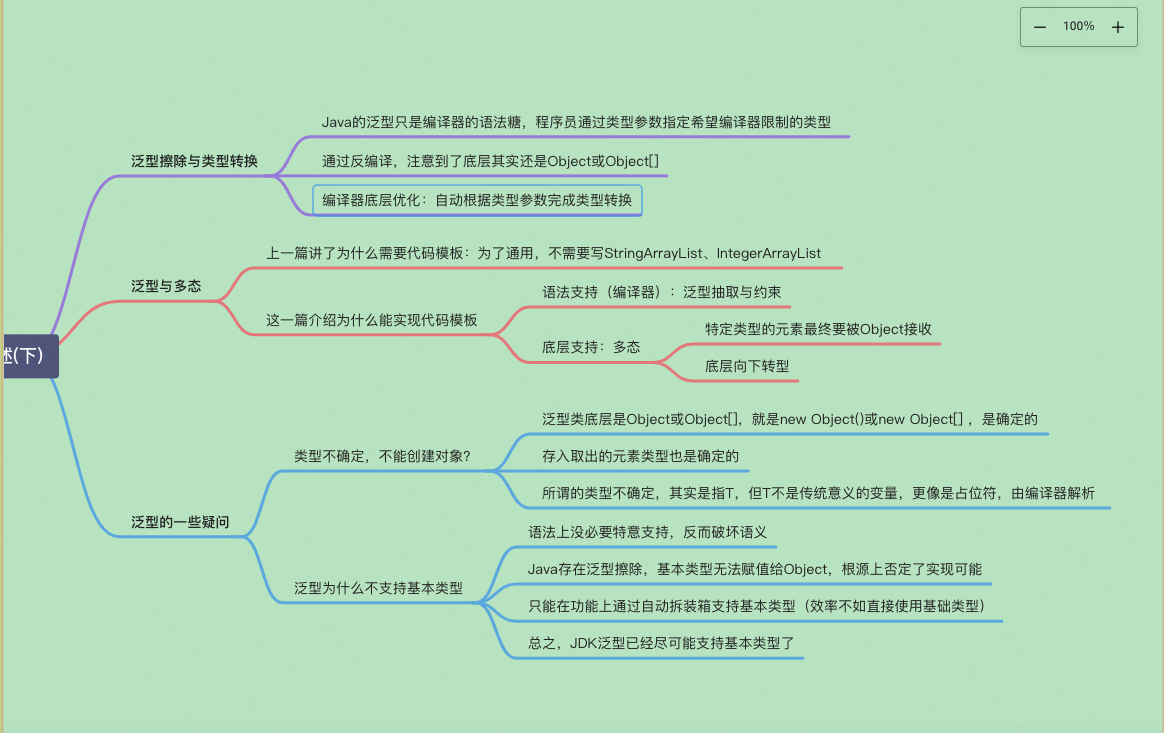 100%
Java的泛型只是编译器的语法糖，程序员通过类型参数指定希望编译器限制的类型
泛型擦除与类型转换
通过反编译，注意到了底层其实还是Object或Object[]
编译器底层优化：自动根据类型参数完成类型转换
上一篇讲了为什么需要代码模板：为了通用，不需要写StringArrayList、IntegerArrayList
泛型与多态
语法支持（编译器）：泛型抽取与约束
这一篇介绍为什么能实现代码模板
特定类型的元素最终要被Object接收
底层支持：多态
底层向下转型
述(下)
泛型类底层是Object或Object[]，就是new Object()或new Object[] ，是确定的
类型不确定，不能创建对象？
存入取出的元素类型也是确定的
所谓的类型不确定，其实是指T，但T不是传统意义的变量，更像是占位符，由编译器解析
泛型的一些疑问
语法上没必要特意支持，反而破坏语义
Java存在泛型擦除，基本类型无法赋值给Object，根源上否定了实现可能
泛型为什么不支持基本类型
只能在功能上通过自动拆装箱支持基本类型（效率不如直接使用基础类型）
总之，JDK泛型已经尽可能支持基本类型了